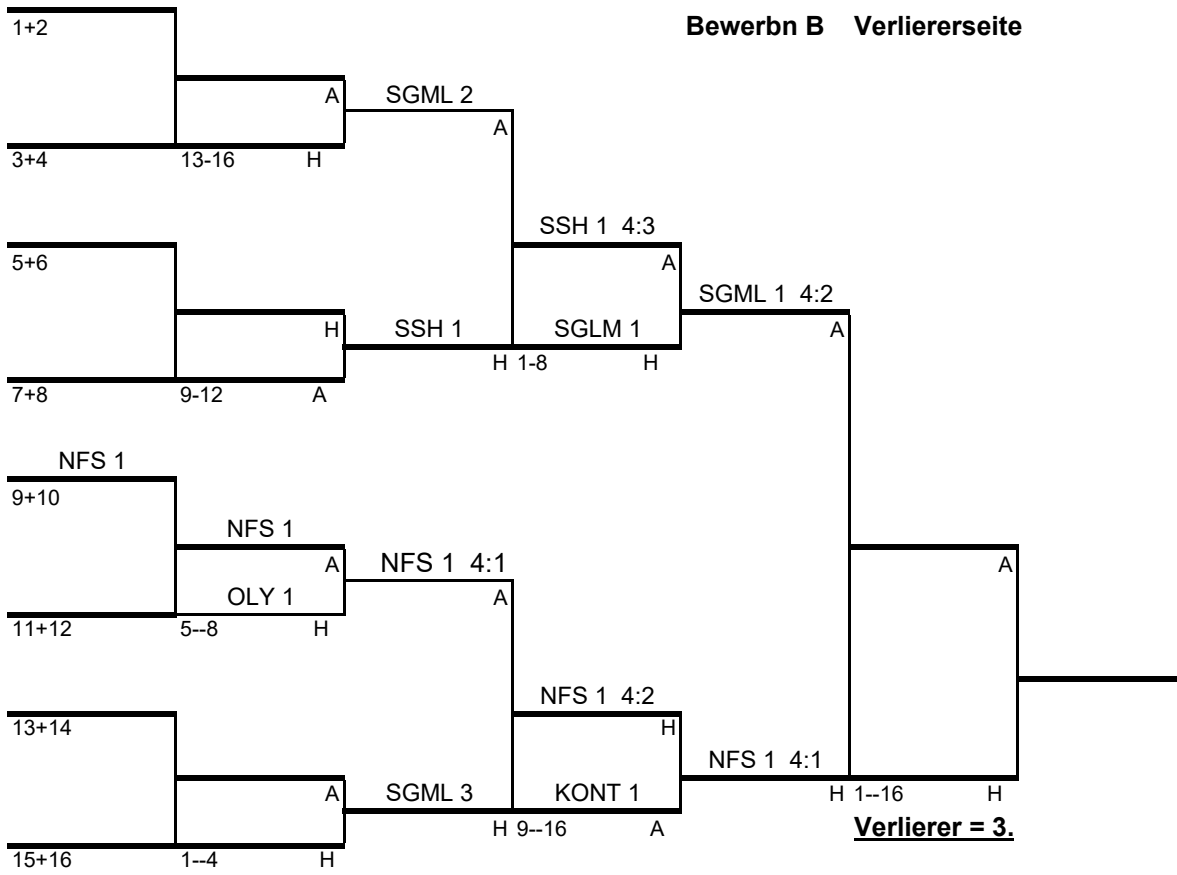 1+2
Bewerbn B Verliererseite
A SGML 2
A
3+4 13-16 H
SSH 1 4:3
5+6 A
SGML 1 4:2
H SSH 1 SGLM 1 A
H 1-8 H
7+8 9-12 A
NFS 1
9+10
NFS 1
A NFS 1 4:1 A
OLY 1 A
11+12 5--8 H
NFS 1 4:2
13+14 H
NFS 1 4:1
A SGML 3 KONT 1 H 1--16 H
H 9--16 A Verlierer = 3.
15+16 1--4 H